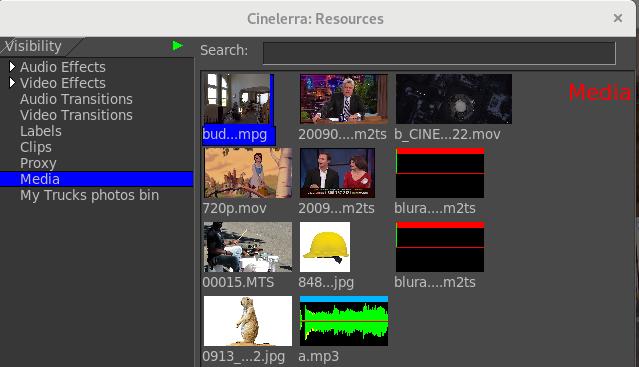 Cinelerra: Resources
Visibility
Search:
Audio Effects
Video Effects
Audio Transitions
Video Transitions
Labels
Clips
Proxy
Media
My Trucks photos bin
Media
bud...mpg
20090....m2ts
b_CINE...22.mov
720p.mov
2009...m2ts
blura....m2ts
00015.MTS
848...jpg
blura....m2ts
0913_...2.jpg
a.mp3